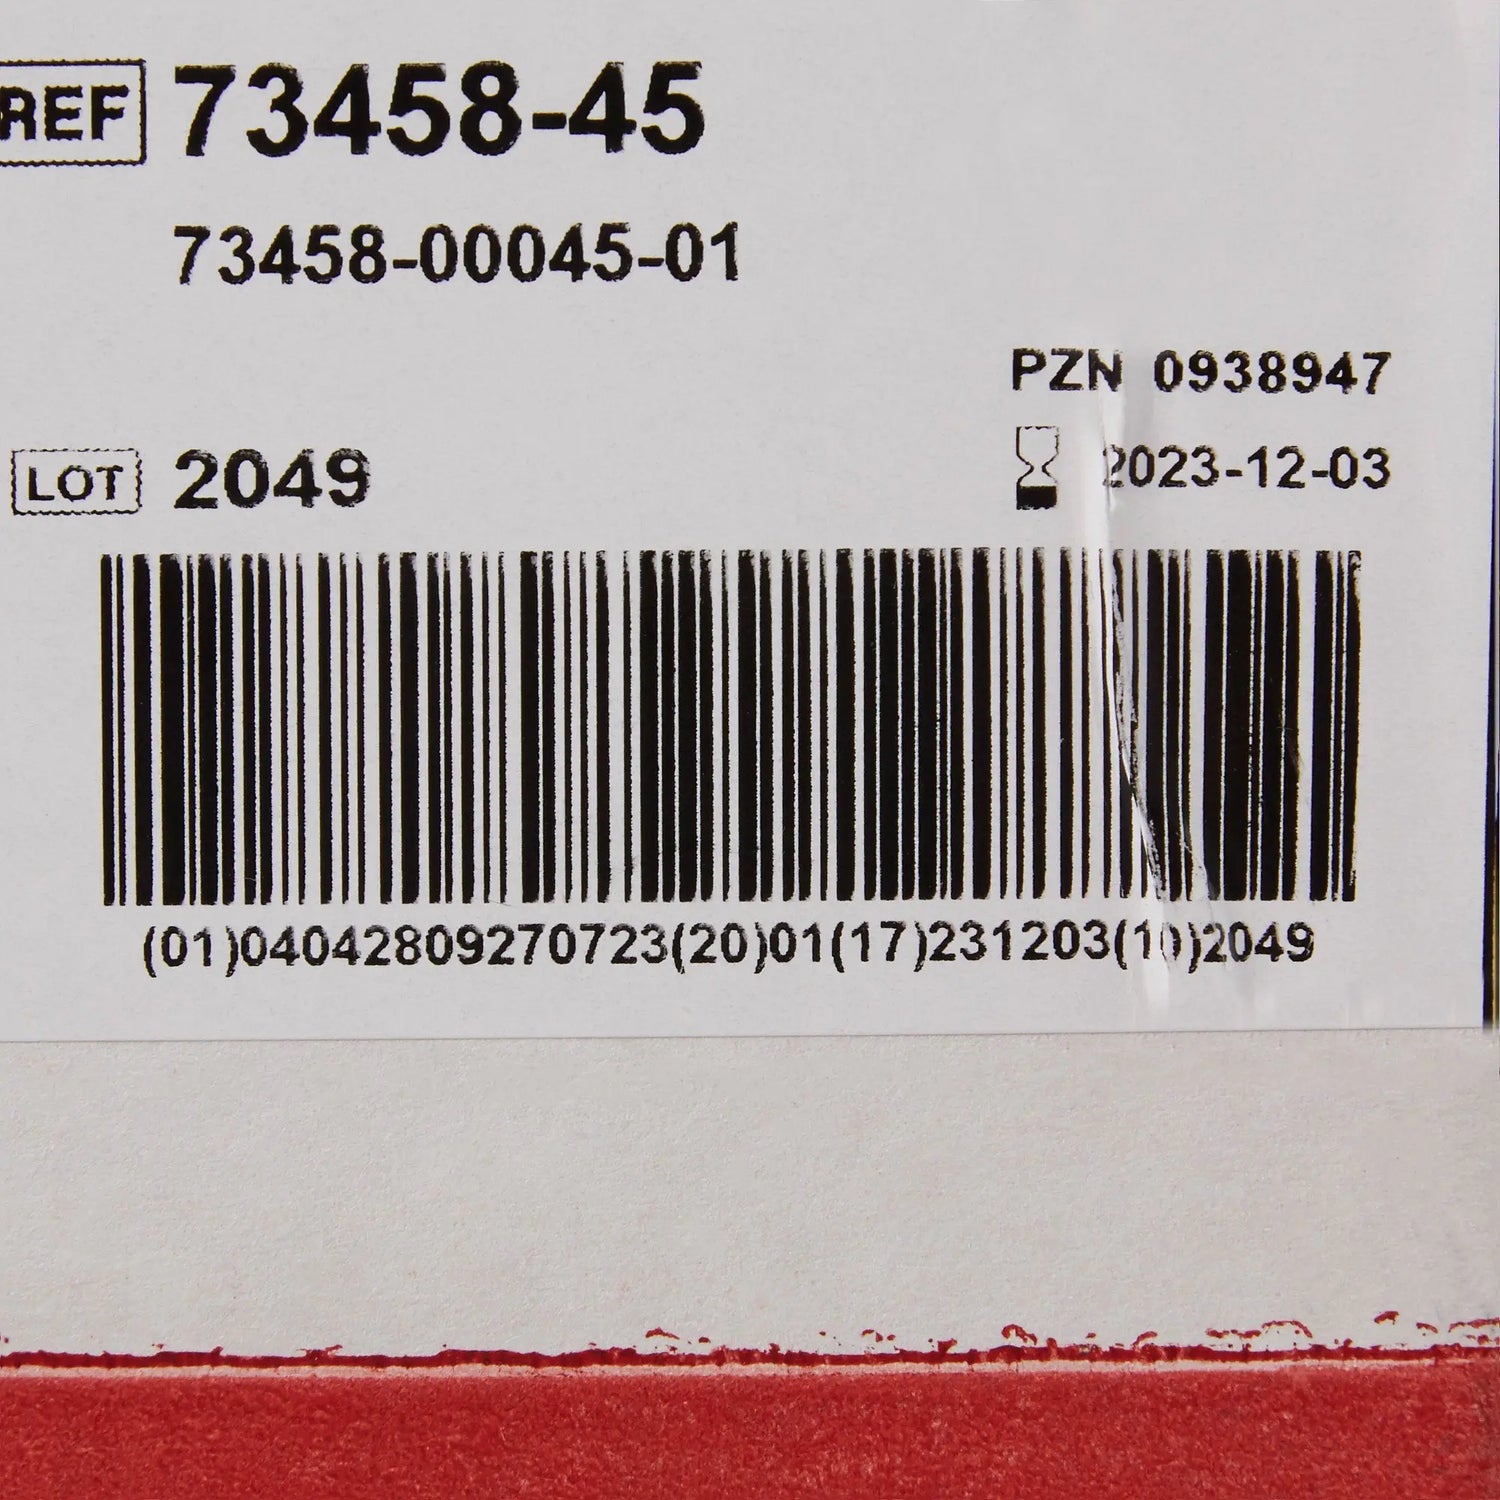 REF 73458-45
73458-00045-01
PZN 0938947
2023-12-03
LOT 2049
(01)04042809270723(20)01(17)231203(10)2049